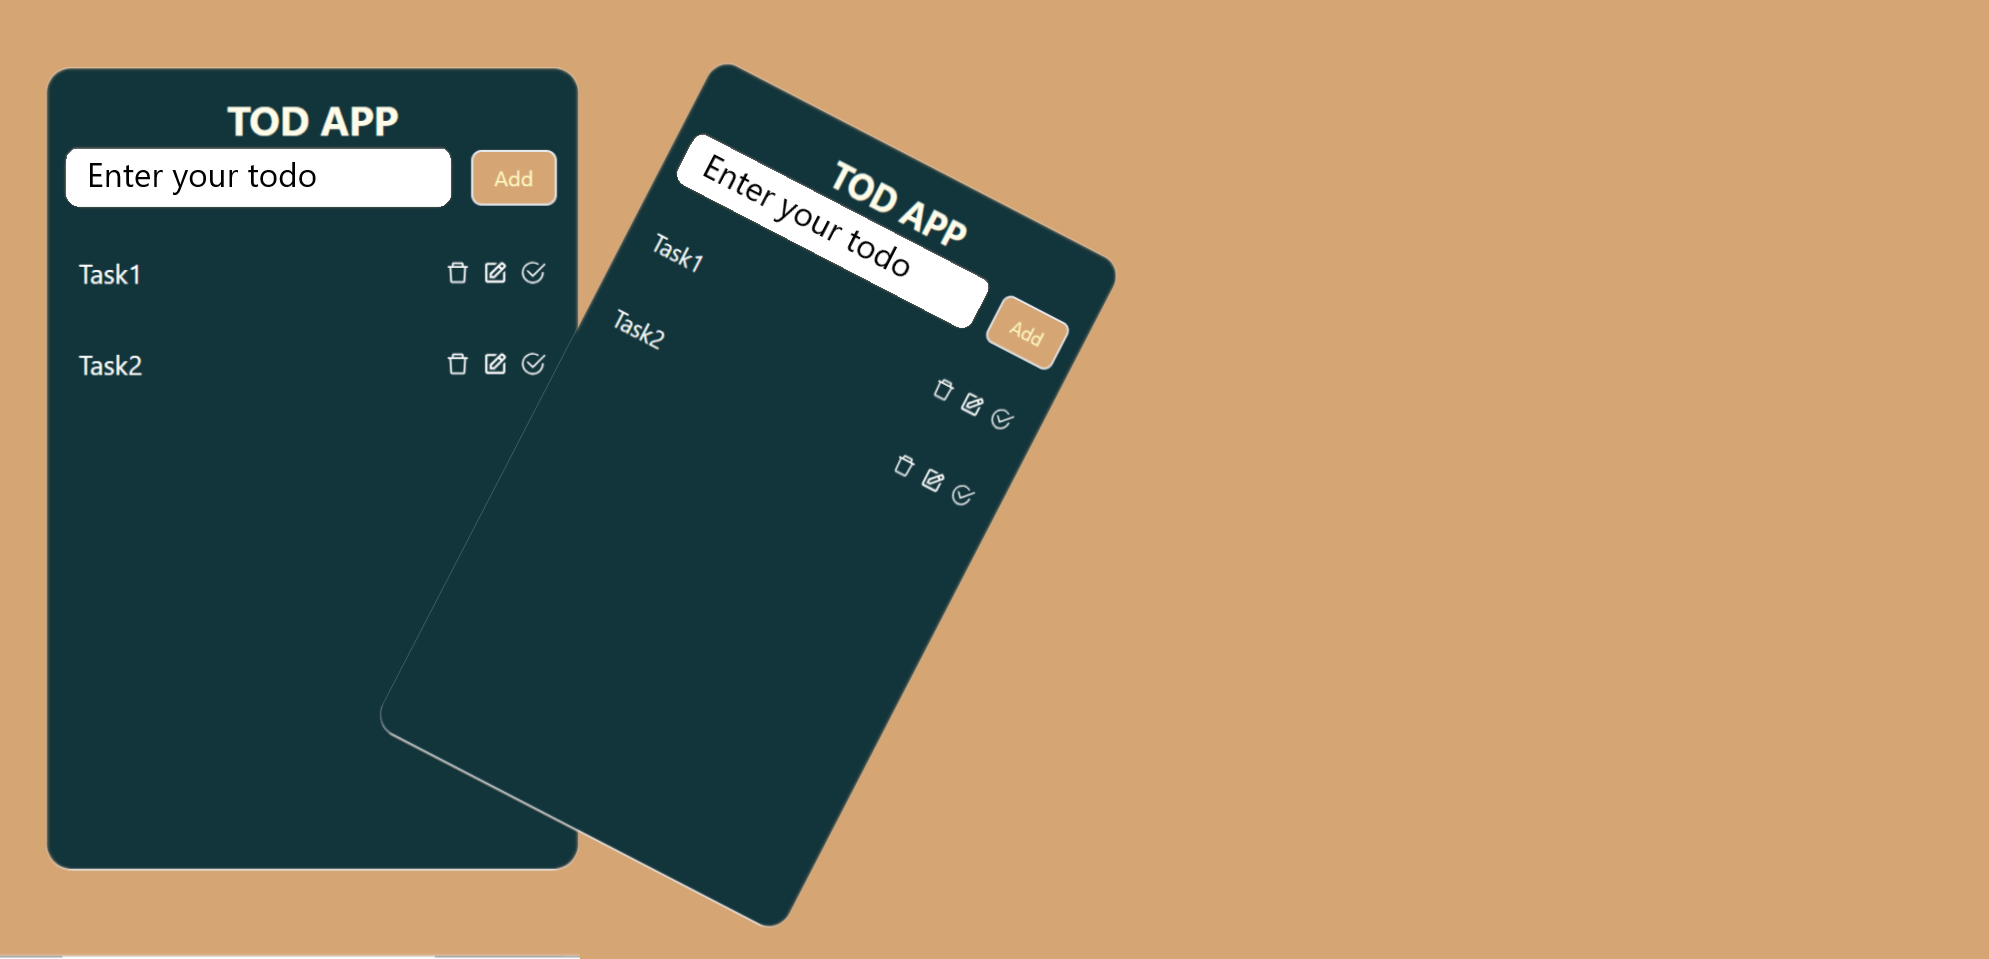 TOD APP
Enter your todo
Add
Task1
Task2
TOD APP
Enter your todo
Add
Task1
Task2